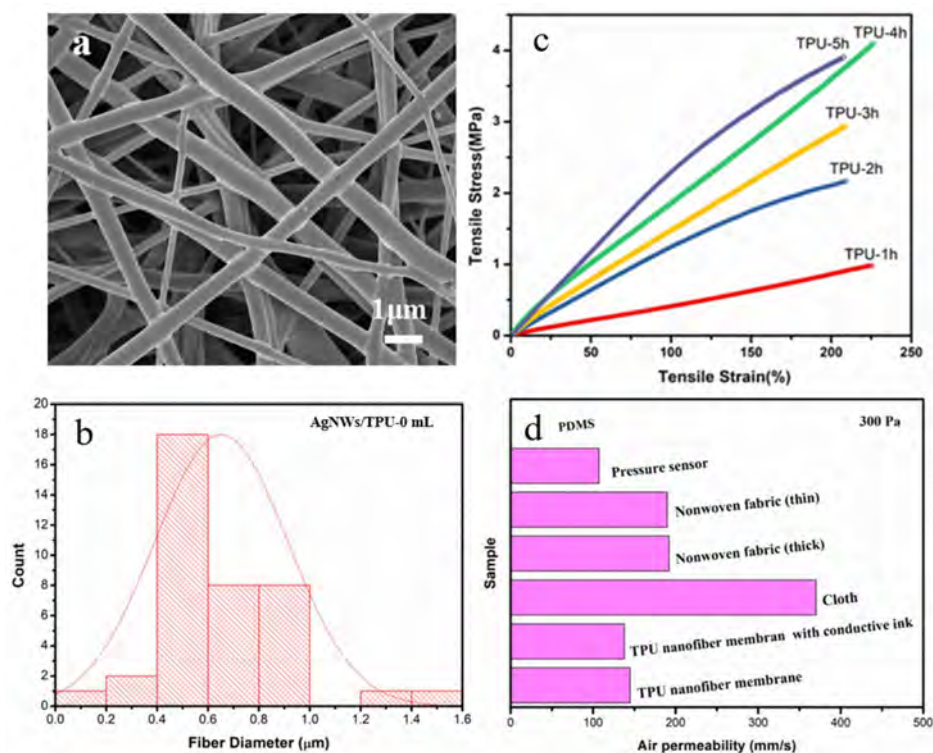 a
1μm
c
TPU-5h
TPU-4h
TPU-3h
TPU-2h
TPU-1h
Tensile Stress(MPa)
4
3
2
1
0
0
50
100
150
200
250
Tensile Strain(%)
b
AgNWs/TPU-0 mL
Count
20
18
16
14
12
10
8
6
4
2
0
0.0
0.2
0.4
0.6
0.8
1.0
1.2
1.4
1.6
Fiber Diameter (μm)
d
PDMS
300 Pa
Pressure sensor
Nonwoven fabric (thin)
Nonwoven fabric (thick)
Cloth
TPU nanofiber membran with conductive ink
TPU nanofiber membrane
Sample
0
100
200
300
400
500
Air permeability (mm/s)